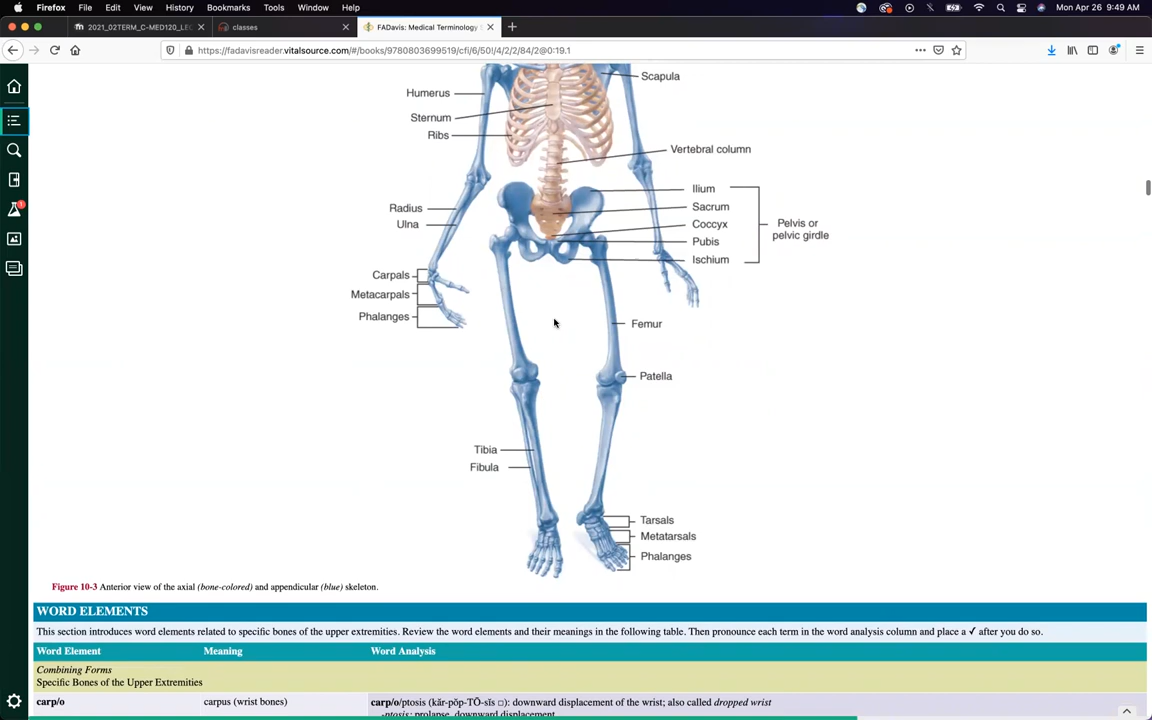 Firefox File Edit View History Bookmarks Tools Window Help Mon Apr 26 9:49 AM
2021_02TERM_C-MED120_LEC classes FADavis: Medical Terminology
https://fadavisreader.vitalsource.com/#/books/9780803699519/cfi/6/50!/4/2/2/84/2@0:19.1
Scapula
Humerus
Sternum
Ribs
Vertebral column
Ilium
Radius
Sacrum
Ulna
Coccyx
Pelvis or
pelvic girdle
Pubis
Ischium
Carpals
Metacarpals
Phalanges
Femur
Patella
Tibia
Fibula
Tarsals
Metatarsals
Phalanges
Figure 10-3 Anterior view of the axial (bone-colored) and appendicular (blue) skeleton.
WORD ELEMENTS
This section introduces word elements related to specific bones of the upper extremities. Review the word elements and their meanings in the following table. Then pronounce each term in the word analysis column and place a ✓ after you do so.
Word Element Meaning Word Analysis
Combining Forms
Specific Bones of the Upper Extremities
carp/o carpus (wrist bones) carp/o/ptosis (kăr-pŏp-TŌ-sĭs □): downward displacement of the wrist; also called dropped wrist
-ptosis: prolapse, downward displacement